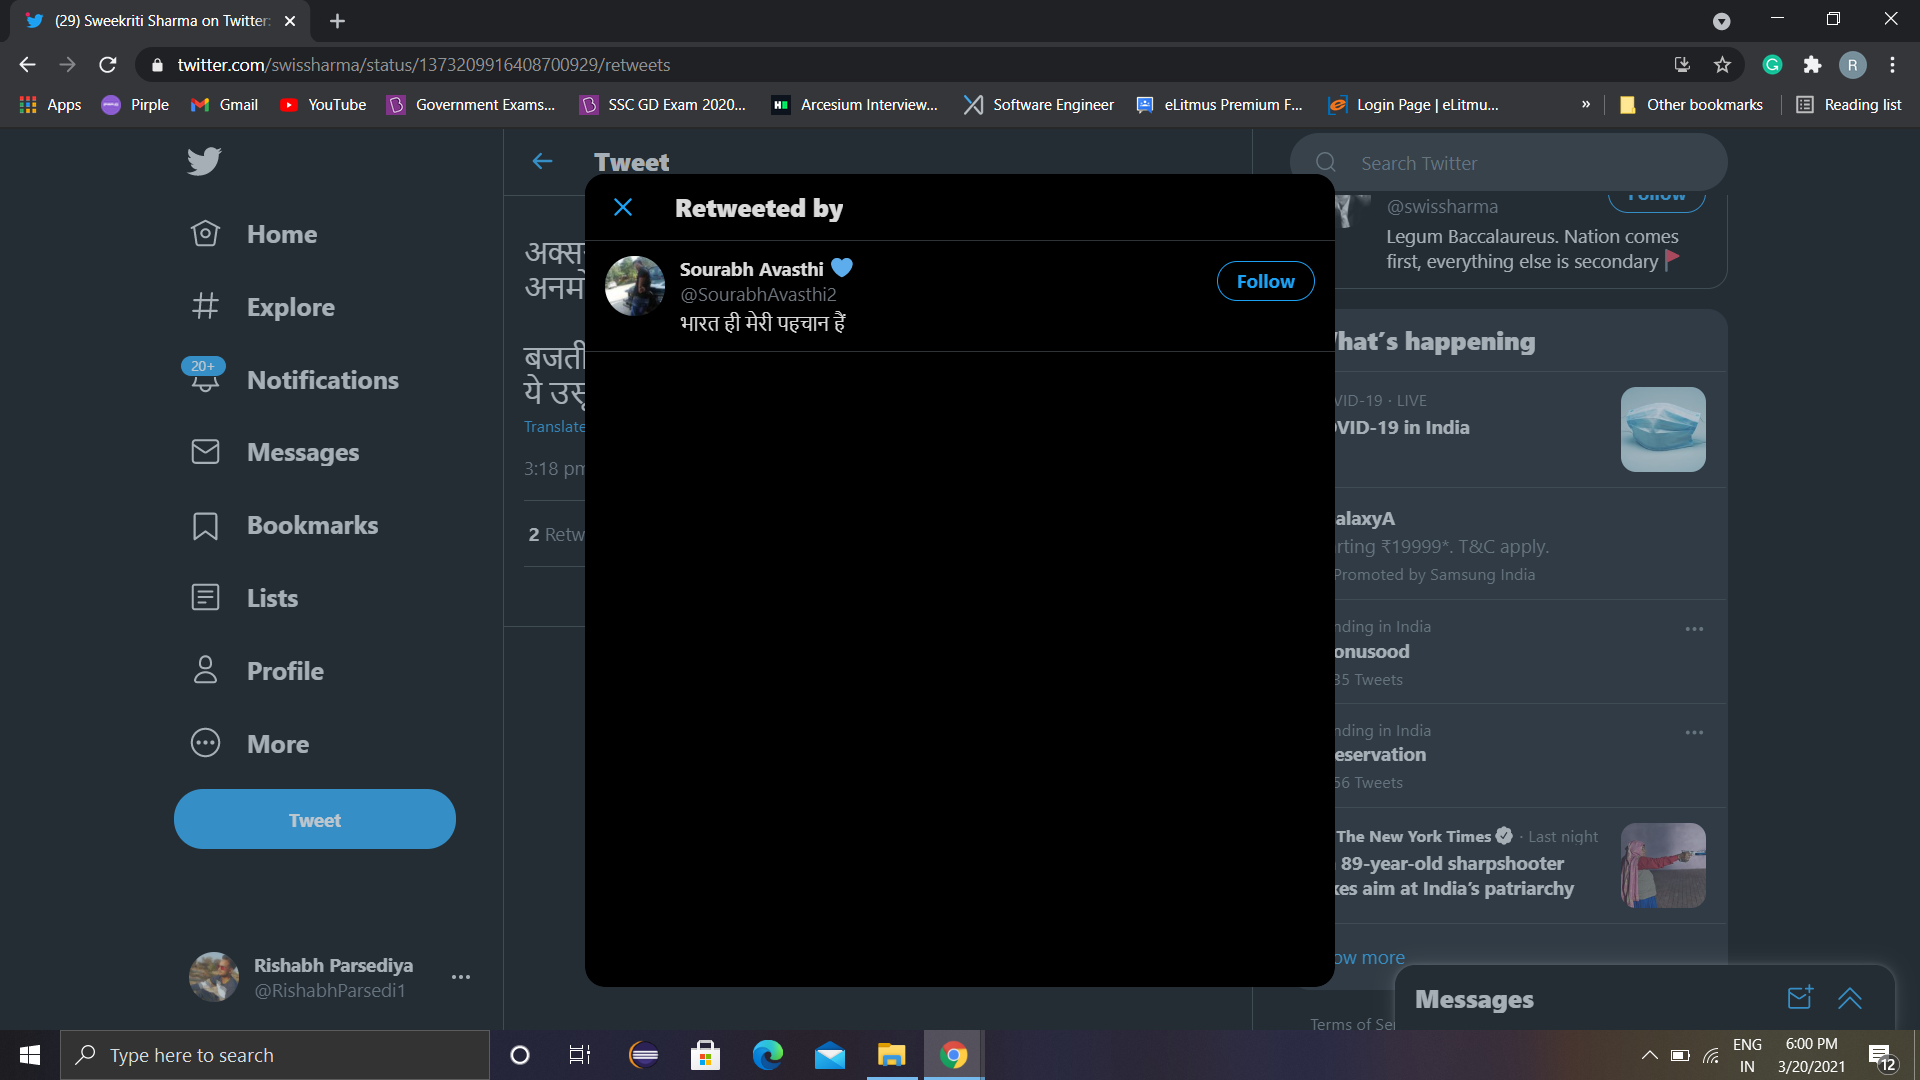 (29) Sweekriti Sharma on Twitter:
twitter.com/swissharma/status/1373209916408700929/retweets
R
Apps
Pirple
Gmail
YouTube
Government Exams...
SSC GD Exam 2020...
Arcesium Interview...
Software Engineer
eLitmus Premium F...
Login Page | eLitmu...
»
Other bookmarks
Reading list
Home
Explore
20+
Notifications
Messages
Bookmarks
Lists
Profile
More
Tweet
Rishabh Parsediya
@RishabhParsedi1
Tweet
Translate
3:18 pm
2 Retw
Retweeted by
Sourabh Avasthi
@SourabhAvasthi2
भारत ही मेरी पहचान हैं
Follow
Search Twitter
Follow
@swissharma
Legum Baccalaureus. Nation comes
first, everything else is secondary
hat's happening
VID-19 · LIVE
VID-19 in India
alaxyA
rting ₹19999*. T&C apply.
Promoted by Samsung India
nding in India
onusood
35 Tweets
nding in India
eservation
56 Tweets
The New York Times · Last night
89-year-old sharpshooter
kes aim at India's patriarchy
ow more
Terms of Se
Messages
Type here to search
ENG
IN
6:00 PM
3/20/2021
12